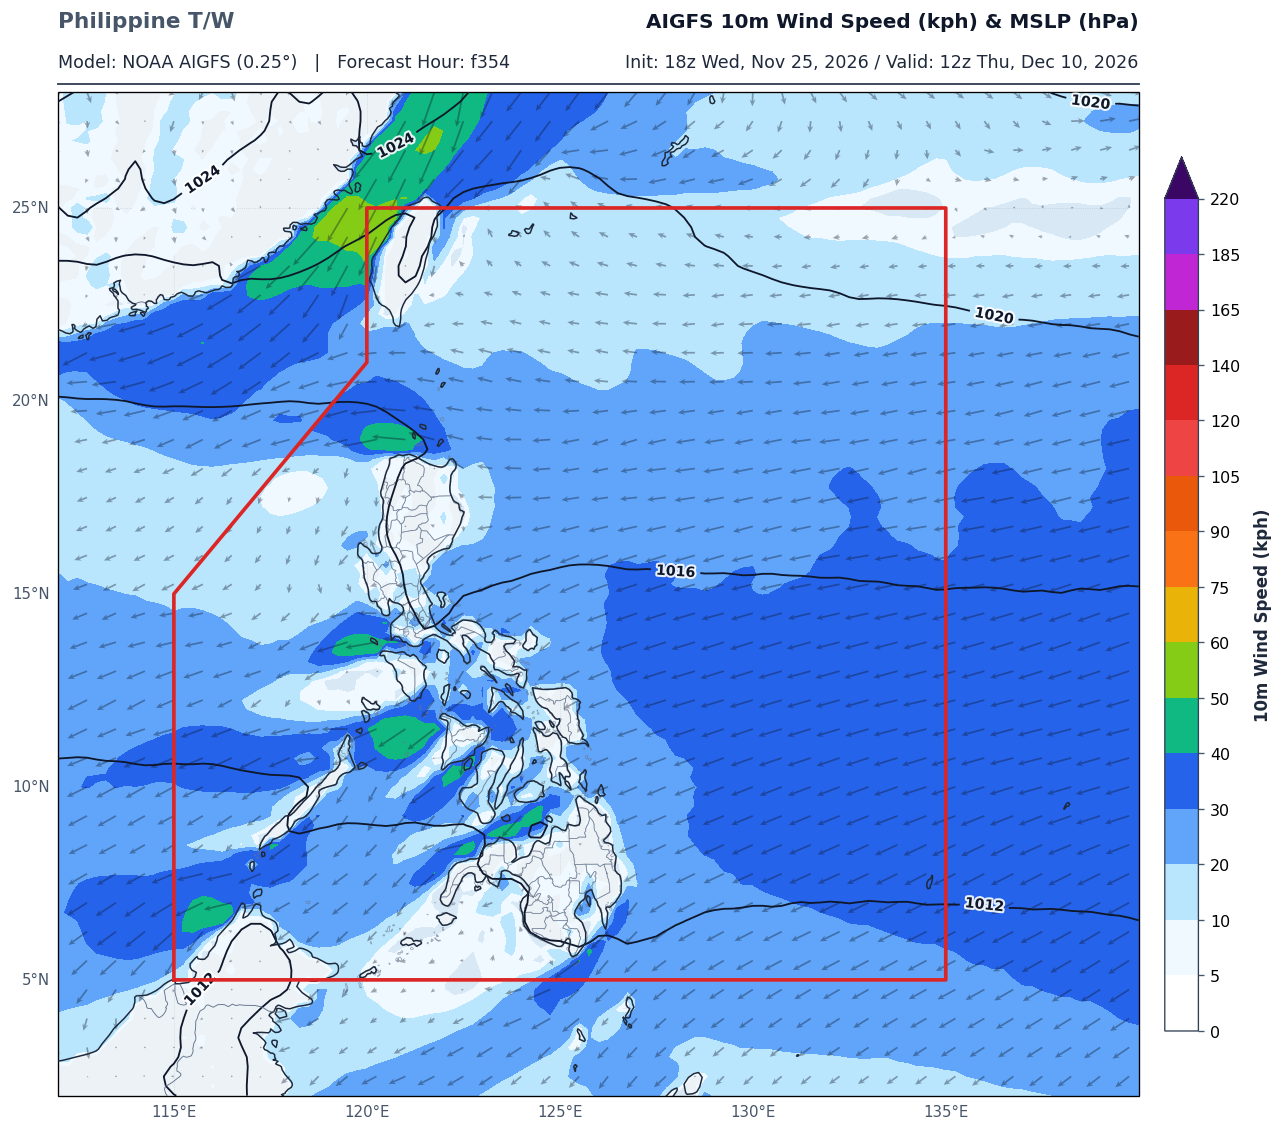 Philippine T/W
AIGFS 10m Wind Speed (kph) & MSLP (hPa)
Model: NOAA AIGFS (0.25°) | Forecast Hour: f354
Init: 18z Wed, Nov 25, 2026 / Valid: 12z Thu, Dec 10, 2026
1020
1024
1024
1020
1016
1012
1012
25°N
20°N
15°N
10°N
5°N
115°E
120°E
125°E
130°E
135°E
220
185
165
140
120
105
90
75
60
50
40
30
20
10
5
0
10m Wind Speed (kph)